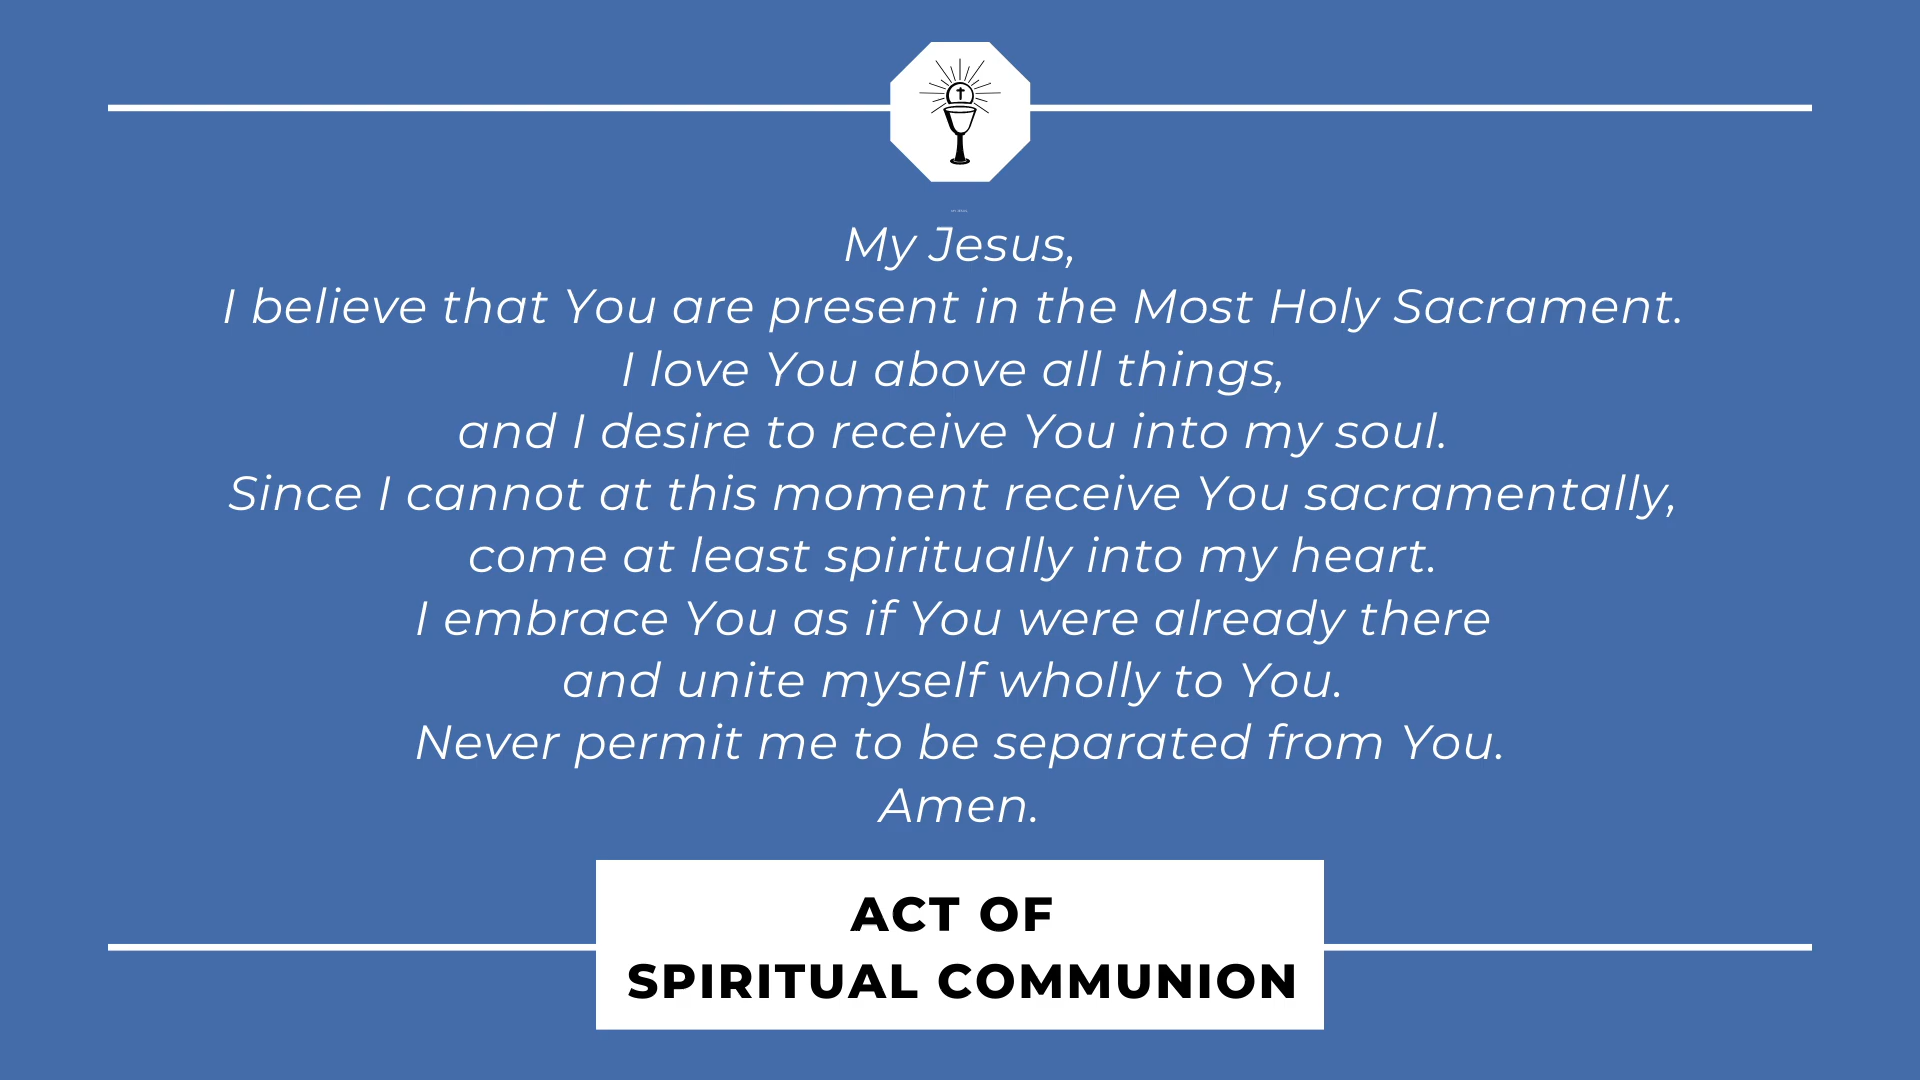 My Jesus,
I believe that You are present in the Most Holy Sacrament.
I love You above all things,
and I desire to receive You into my soul.
Since I cannot at this moment receive You sacramentally,
come at least spiritually into my heart.
I embrace You as if You were already there
and unite myself wholly to You.
Never permit me to be separated from You.
Amen.
ACT OF
SPIRITUAL COMMUNION